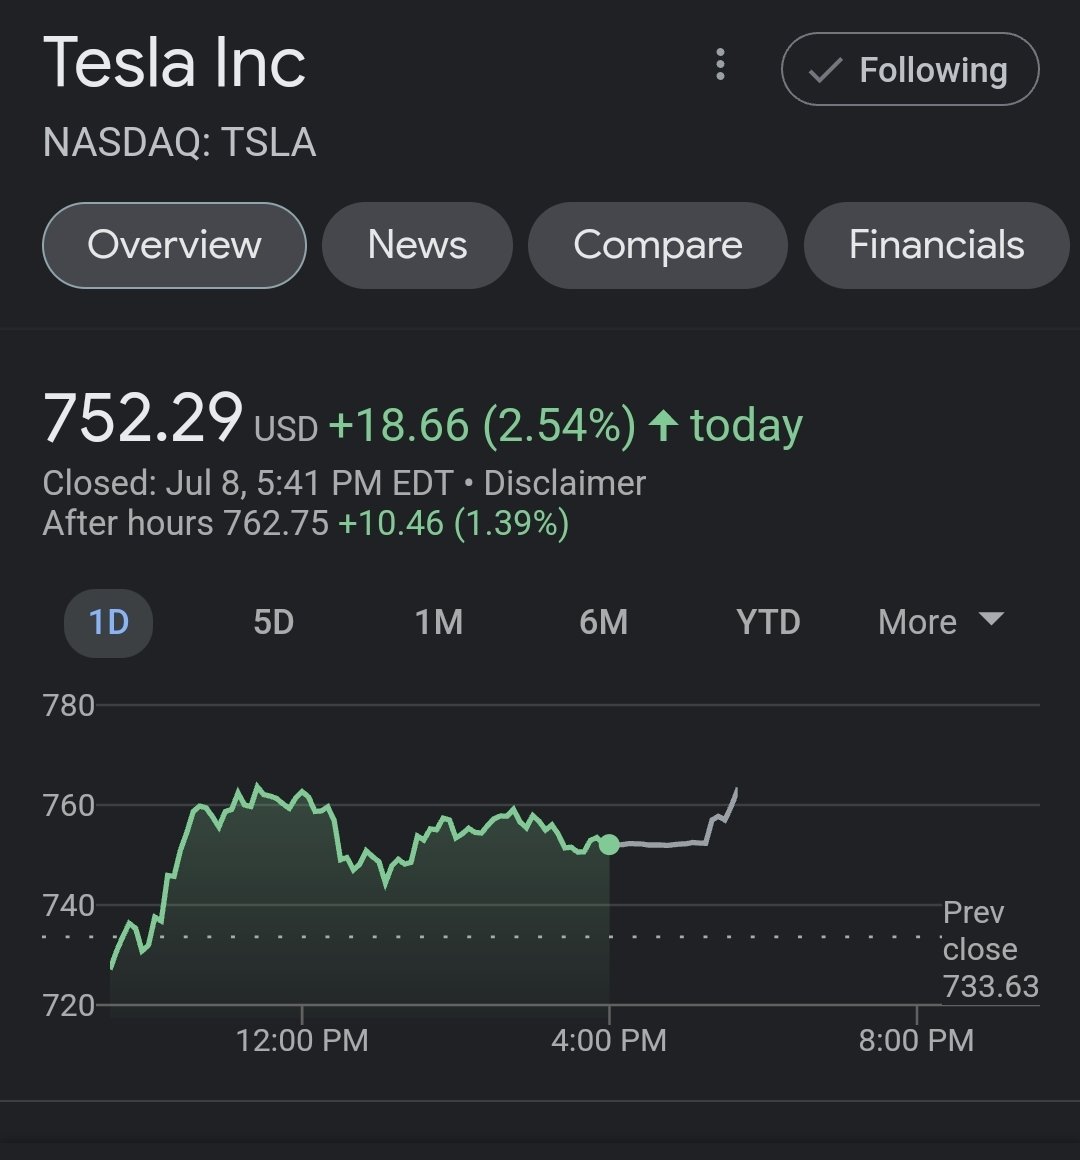 Tesla Inc
Following
NASDAQ: TSLA
Overview News Compare Financials
752.29 USD +18.66 (2.54%) ↑ today
Closed: Jul 8, 5:41 PM EDT • Disclaimer
After hours 762.75 +10.46 (1.39%)
1D 5D 1M 6M YTD More
780
760
740
720
Prev
close
733.63
12:00 PM 4:00 PM 8:00 PM